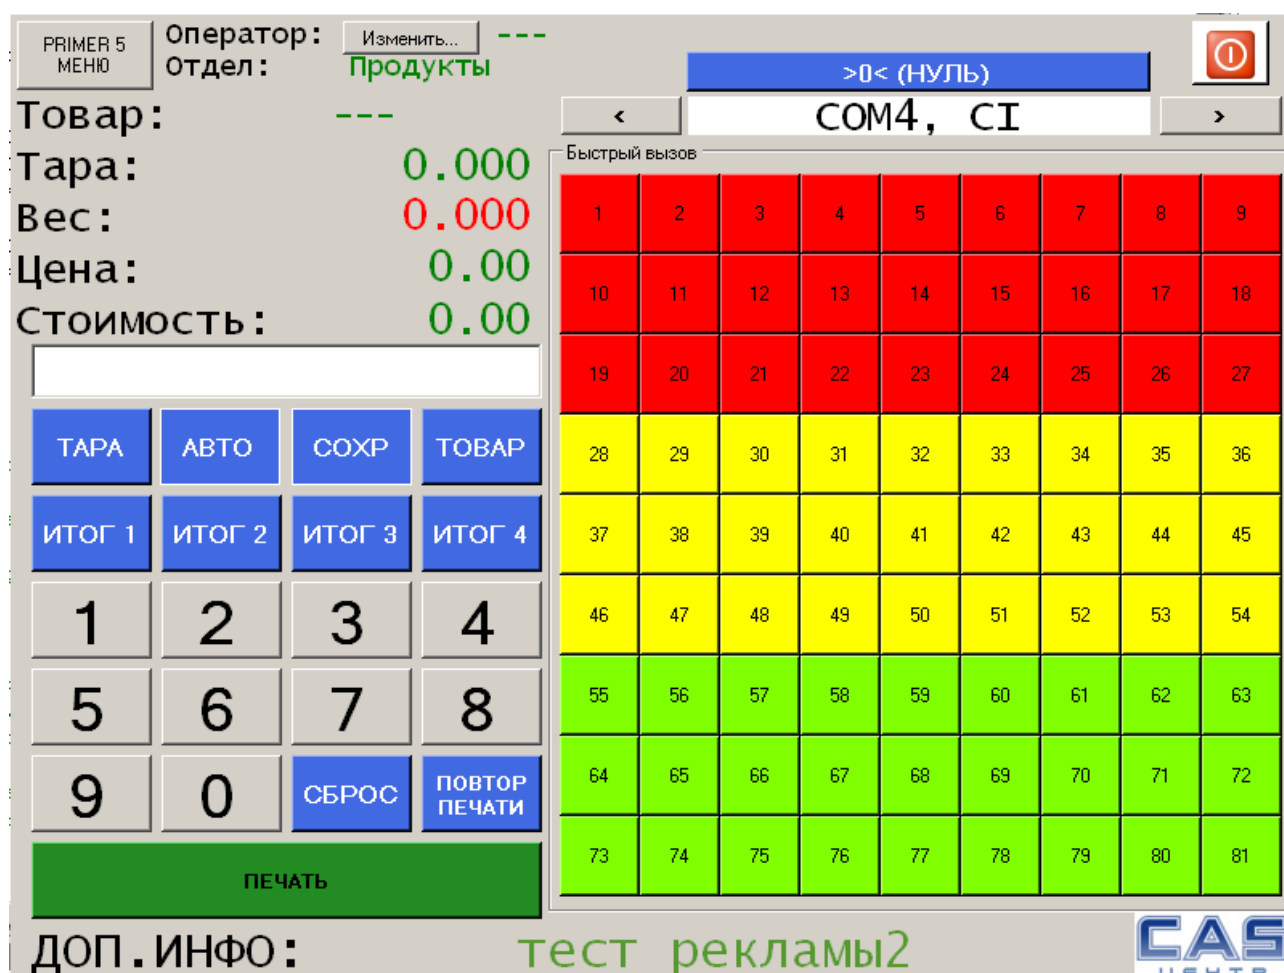 PRIMER 5
МЕНЮ
Оператор: Изменить... ---
Отдел: Продукты
>0< (НУЛЬ)
Товар: ---
< COM4, CI >
Тара: 0.000
Вес: 0.000
Цена: 0.00
Стоимость: 0.00
ТАРА АВТО СОХР ТОВАР
ИТОГ 1 ИТОГ 2 ИТОГ 3 ИТОГ 4
1 2 3 4
5 6 7 8
9 0 СБРОС ПОВТОР ПЕЧАТИ
ПЕЧАТЬ
Быстрый вызов
1 2 3 4 5 6 7 8 9
10 11 12 13 14 15 16 17 18
19 20 21 22 23 24 25 26 27
28 29 30 31 32 33 34 35 36
37 38 39 40 41 42 43 44 45
46 47 48 49 50 51 52 53 54
55 56 57 58 59 60 61 62 63
64 65 66 67 68 69 70 71 72
73 74 75 76 77 78 79 80 81
ДОП.ИНФО: тест рекламы2
CAS